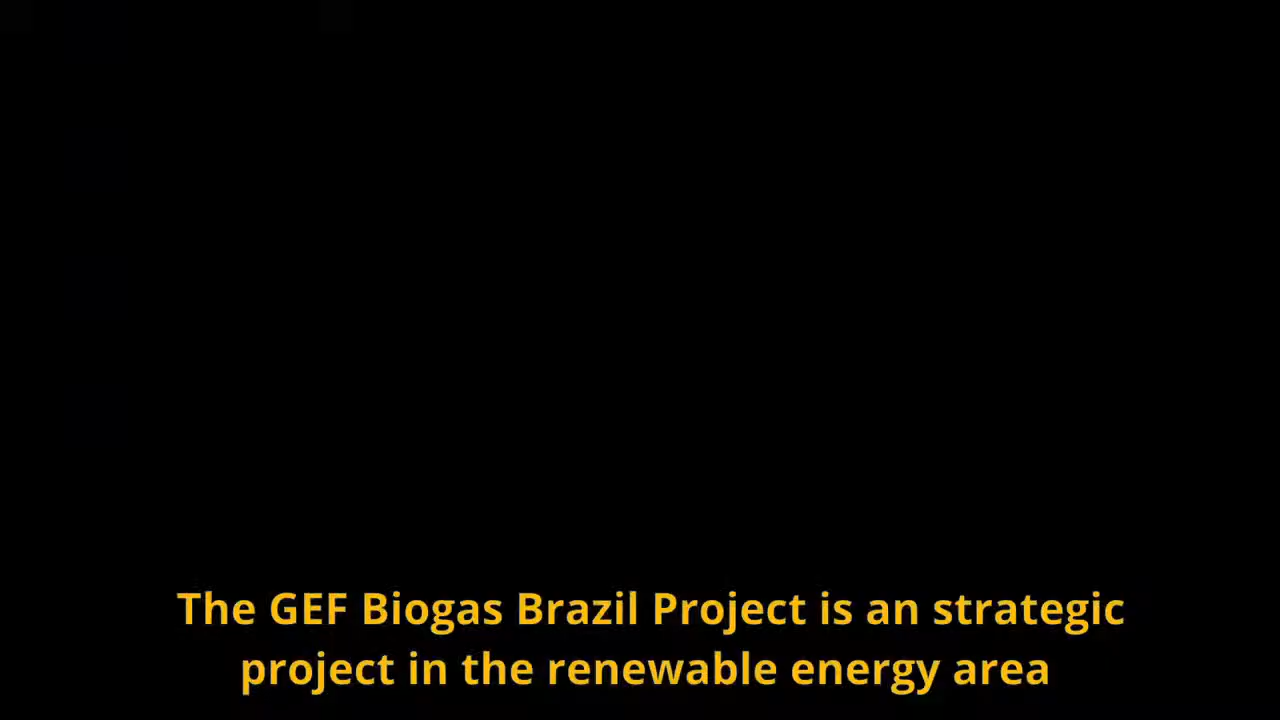 The GEF Biogas Brazil Project is an strategic
project in the renewable energy area